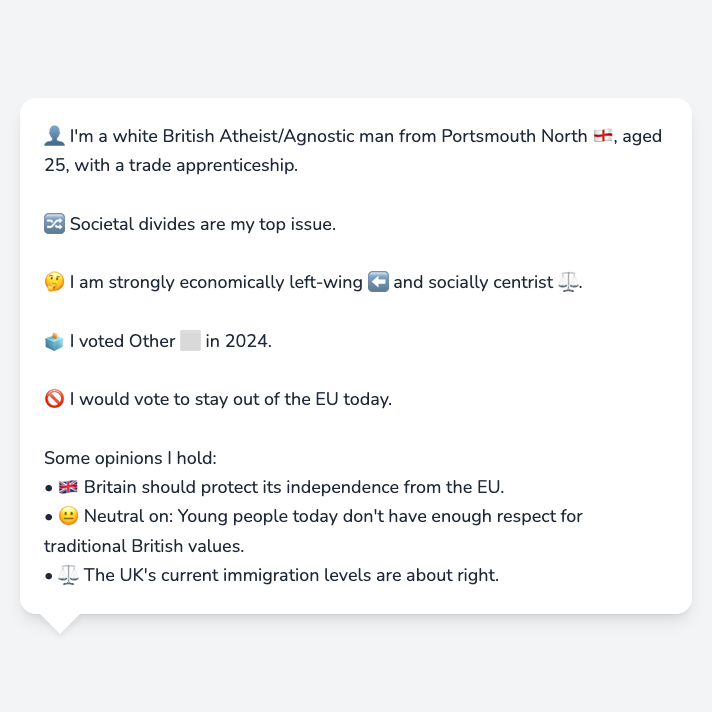 👤 I'm a white British Atheist/Agnostic man from Portsmouth North 🏴󠁧󠁢󠁥󠁮󠁧󠁿, aged
25, with a trade apprenticeship.
🔀 Societal divides are my top issue.
🤔 I am strongly economically left-wing ⬅️ and socially centrist ⚖️.
🗳️ I voted Other ⬜ in 2024.
🚫 I would vote to stay out of the EU today.
Some opinions I hold:
• 🇬🇧 Britain should protect its independence from the EU.
• 😐 Neutral on: Young people today don't have enough respect for
traditional British values.
• ⚖️ The UK's current immigration levels are about right.